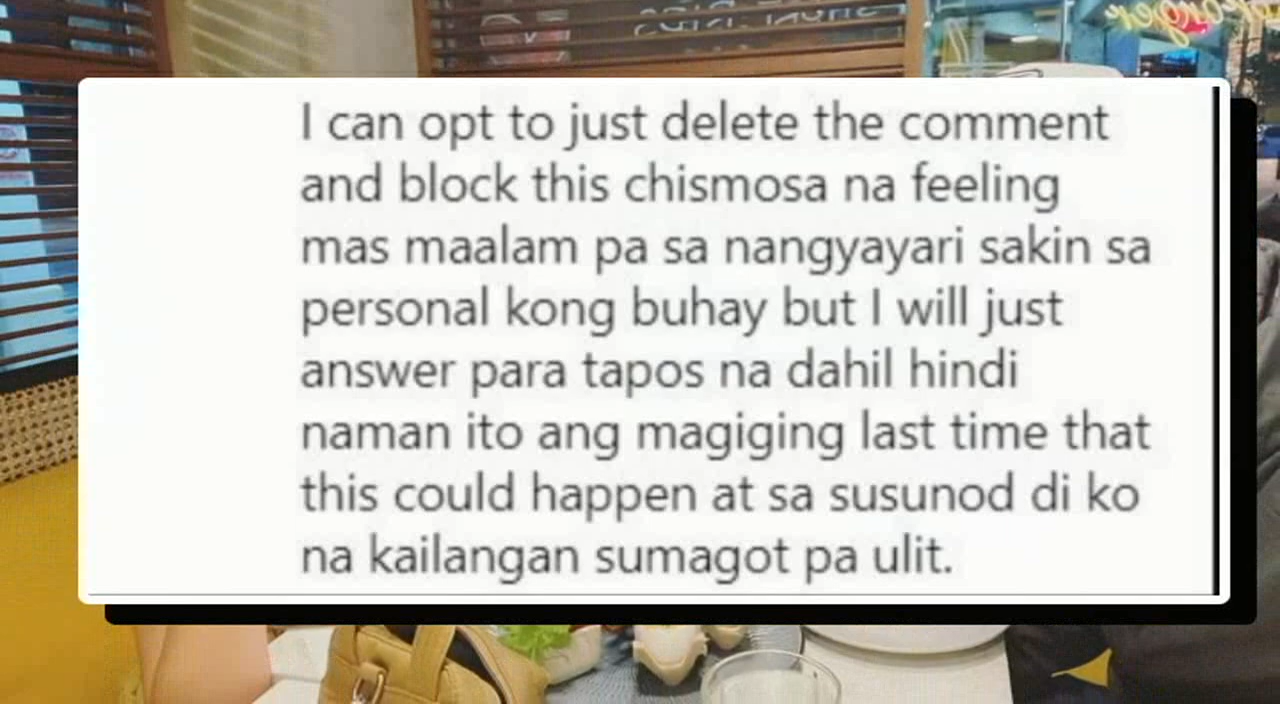 I can opt to just delete the comment
and block this chismosa na feeling
mas maalam pa sa nangyayari sakin sa
personal kong buhay but I will just
answer para tapos na dahil hindi
naman ito ang magiging last time that
this could happen at sa susunod di ko
na kailangan sumagot pa ulit.